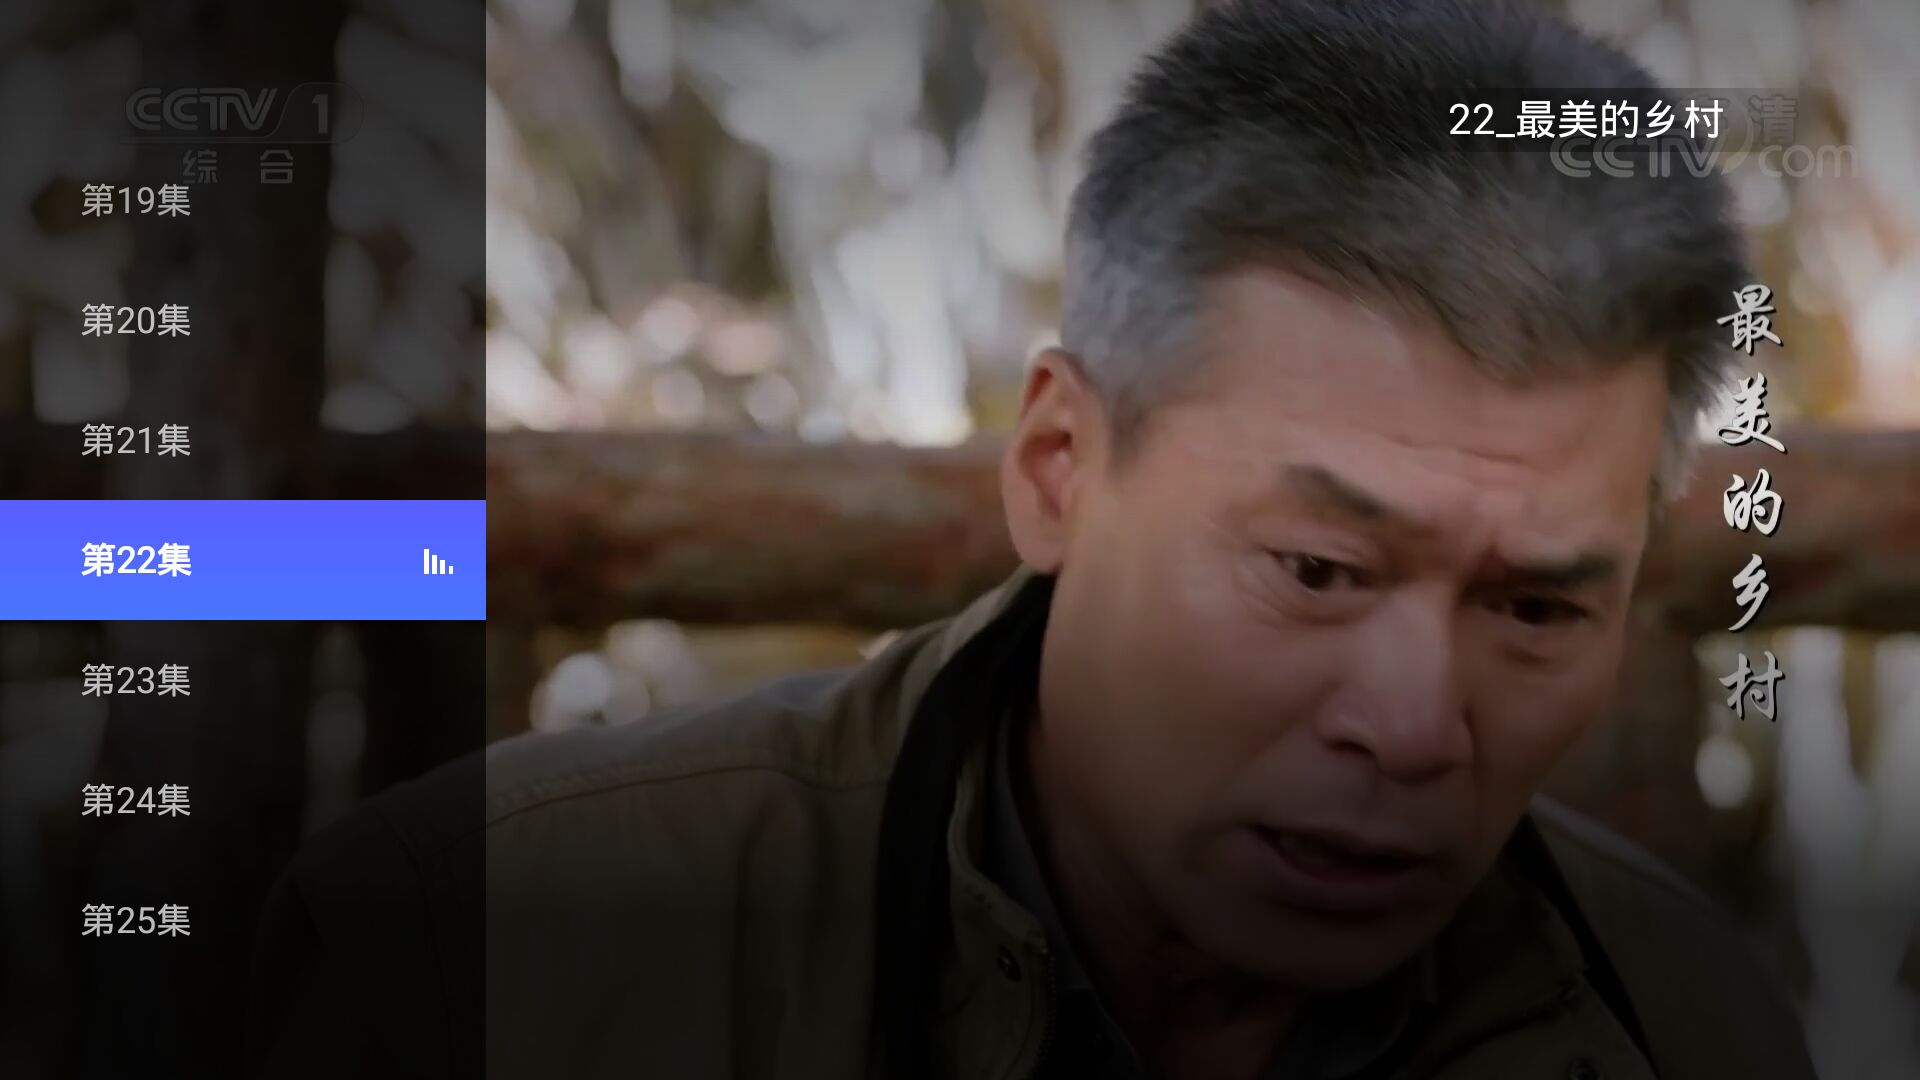 CCTV 1
综合
第19集
第20集
第21集
第22集
第23集
第24集
第25集
22_最美的乡村
清
CCTV.com
最美的乡村